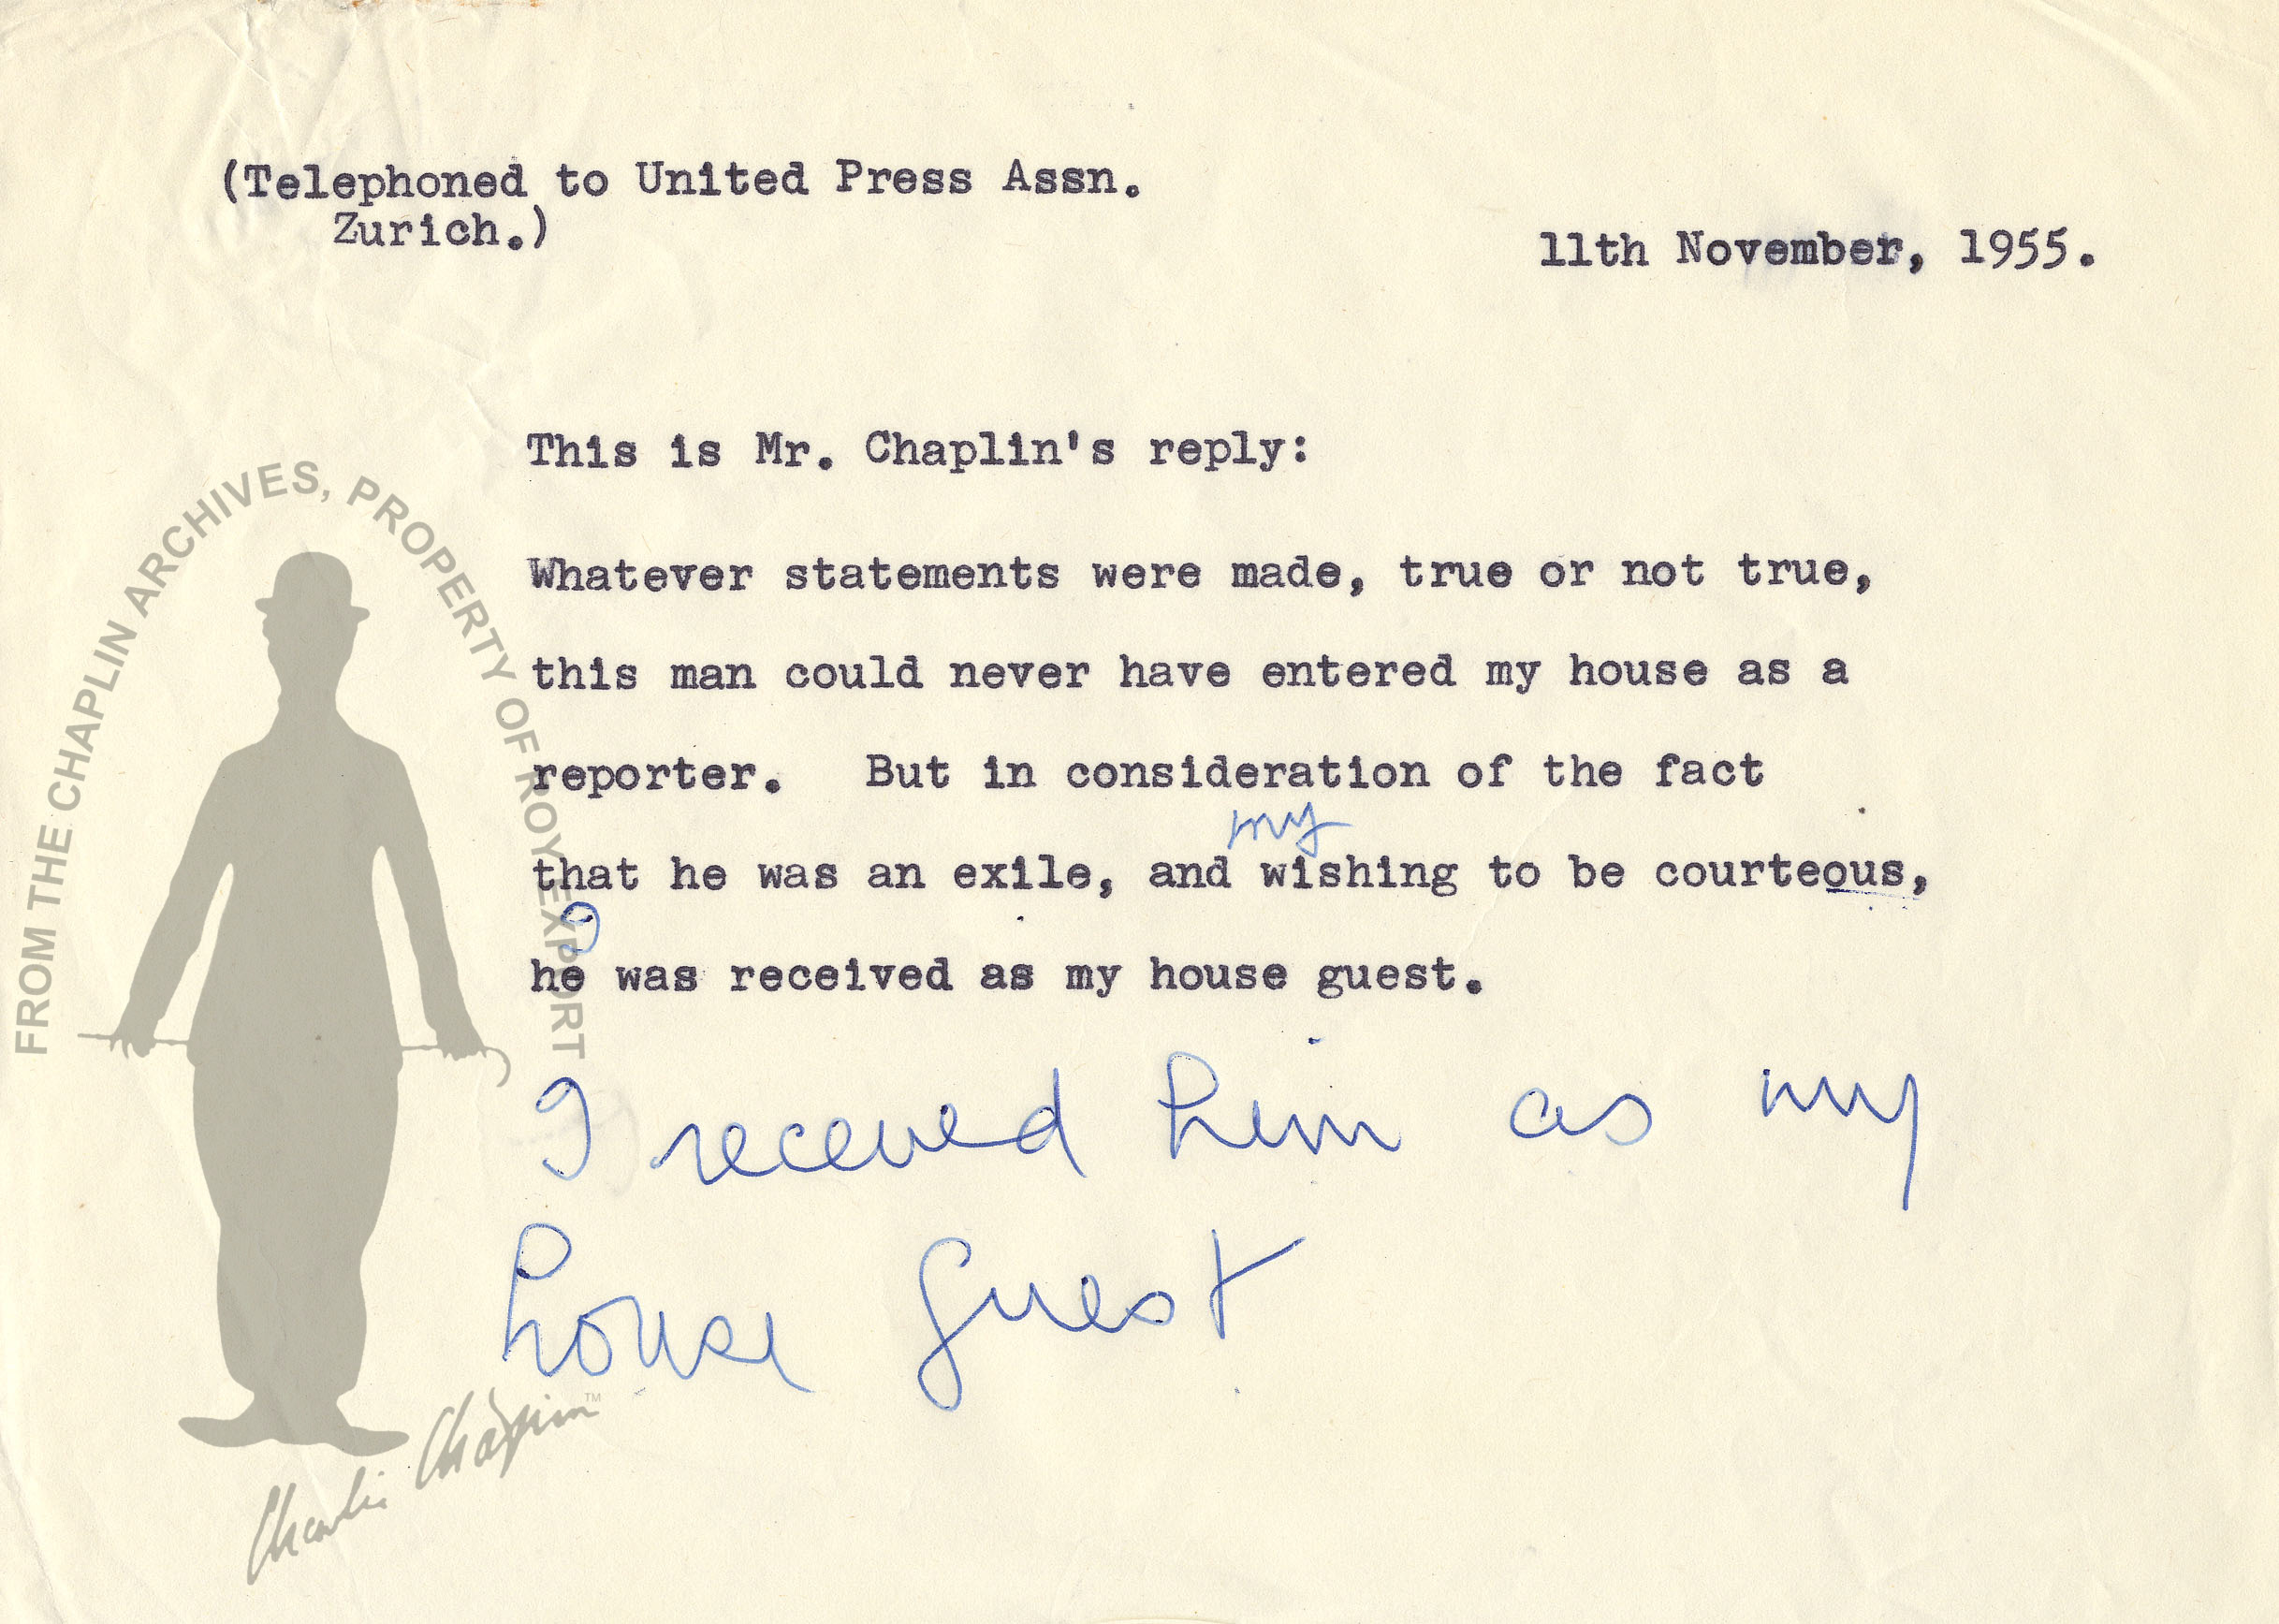 (Telephoned to United Press Assn.
Zurich.)
11th November, 1955.
This is Mr. Chaplin's reply:
Whatever statements were made, true or not true,
this man could never have entered my house as a
reporter. But in consideration of the fact
my
that he was an exile, and wishing to be courteous,
I
he was received as my house guest.
I received him as my
house guest
FROM THE CHAPLIN ARCHIVES, PROPERTY OF ROY EXPORT
Charlie Chaplin™